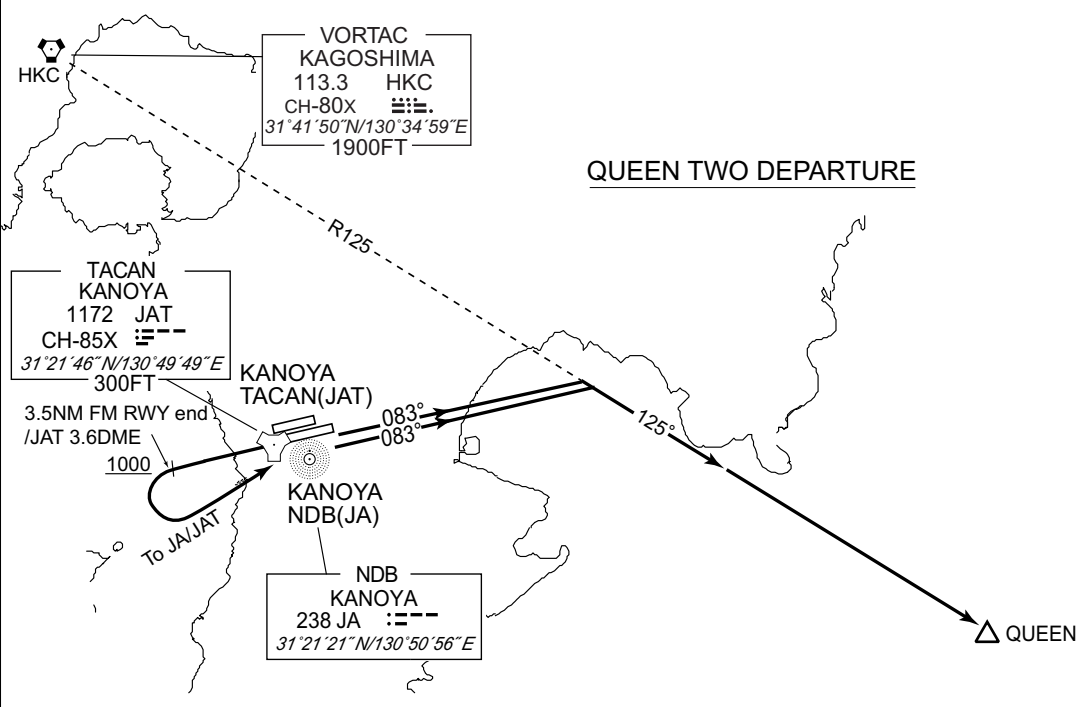 VORTAC
KAGOSHIMA
113.3 HKC
CH-80X
31°41´50˝N/130°34´59˝E
1900FT
HKC
QUEEN TWO DEPARTURE
R125
TACAN
KANOYA
1172 JAT
CH-85X
31°21´46˝N/130°49´49˝E
300FT
KANOYA
TACAN(JAT)
083°
083°
125°
3.5NM FM RWY end
/JAT 3.6DME
1000
To JA/JAT
KANOYA
NDB(JA)
NDB
KANOYA
238 JA
31°21´21˝N/130°50´56˝E
QUEEN